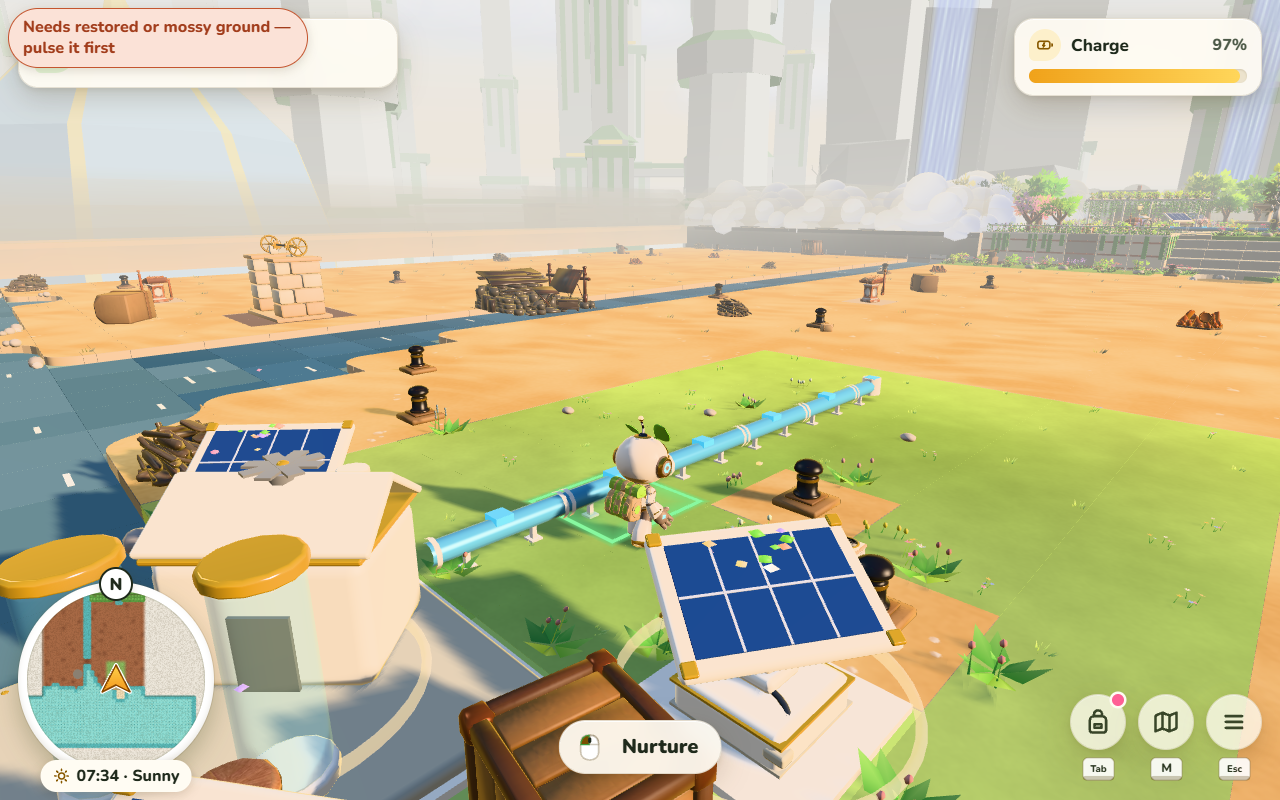 Needs restored or mossy ground —
pulse it first
Charge 97%
N
07:34 · Sunny
Nurture
Tab
M
Esc